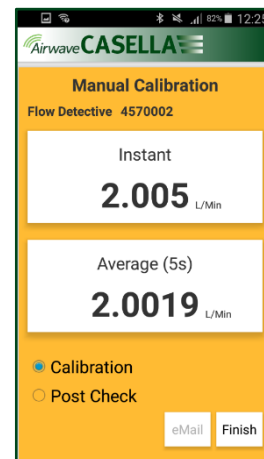 82% 12:25
Airwave CASELLA
Manual Calibration
Flow Detective 4570002
Instant
2.005 L/Min
Average (5s)
2.0019 L/Min
Calibration
Post Check
eMail Finish